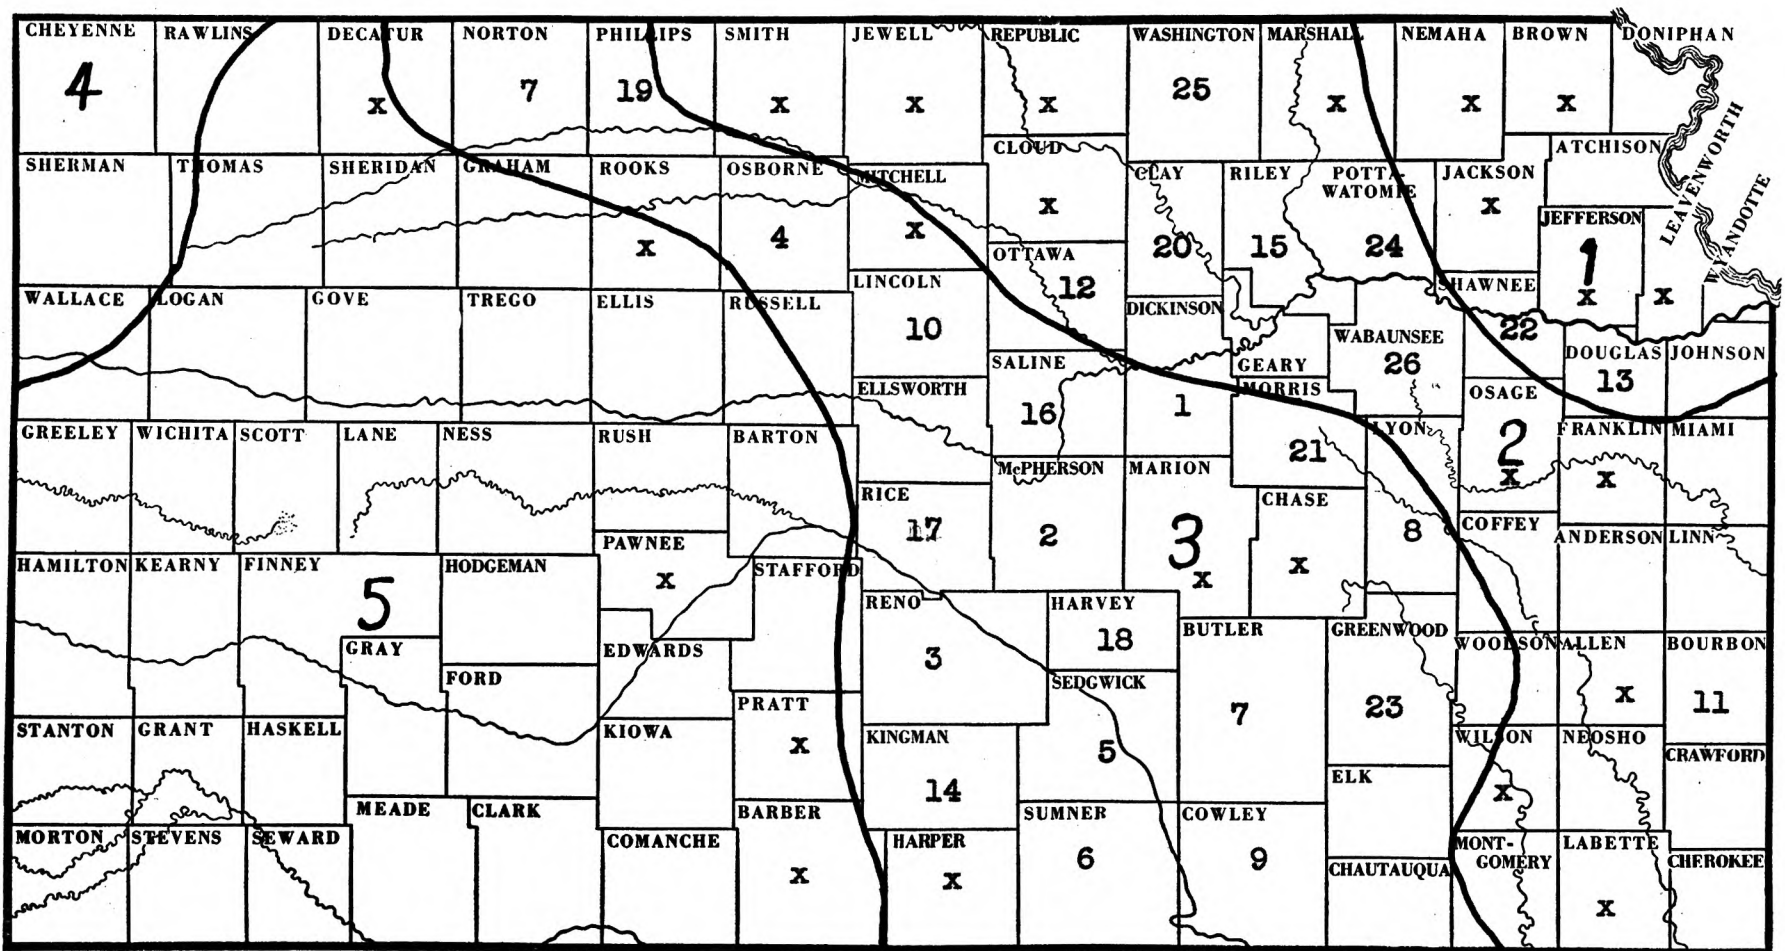 CHEYENNE RAWLINS DECATUR NORTON PHILLIPS SMITH JEWELL REPUBLIC WASHINGTON MARSHALL NEMAHA BROWN DONIPHAN
4 x 7 19 x x x 25 x x x
LEAVENWORTH
WYANDOTTE
SHERMAN THOMAS SHERIDAN GRAHAM ROOKS OSBORNE MITCHELL CLOUD CLAY RILEY POTTA-
WATOMIE JACKSON ATCHISON
x 4 x x 20 15 24 x
JEFFERSON
1
x x
OTTAWA
12
WALLACE LOGAN GOVE TREGO ELLIS RUSSELL LINCOLN DICKINSON SHAWNEE
10 22
SALINE GEARY WABAUNSEE DOUGLAS JOHNSON
16 1 26 13
ELLSWORTH MORRIS OSAGE
21 2
x
GREELEY WICHITA SCOTT LANE NESS RUSH BARTON LYON FRANKLIN MIAMI
8 x
RICE McPHERSON MARION CHASE COFFEY
17 2 3 x
x
PAWNEE ANDERSON LINN
x
HAMILTON KEARNY FINNEY HODGEMAN STAFFORD
5
RENO HARVEY BUTLER GREENWOOD WOODSON ALLEN BOURBON
3 18 7 23 x 11
GRAY EDWARDS
FORD SEDGWICK
5
STANTON GRANT HASKELL KIOWA PRATT KINGMAN WILSON NEOSHO CRAWFORD
x 14 x
ELK
MEADE CLARK BARBER SUMNER COWLEY
x 6 9
MORTON STEVENS SEWARD COMANCHE HARPER CHAUTAUQUA MONT-
GOMERY LABETTE CHEROKEE
x x